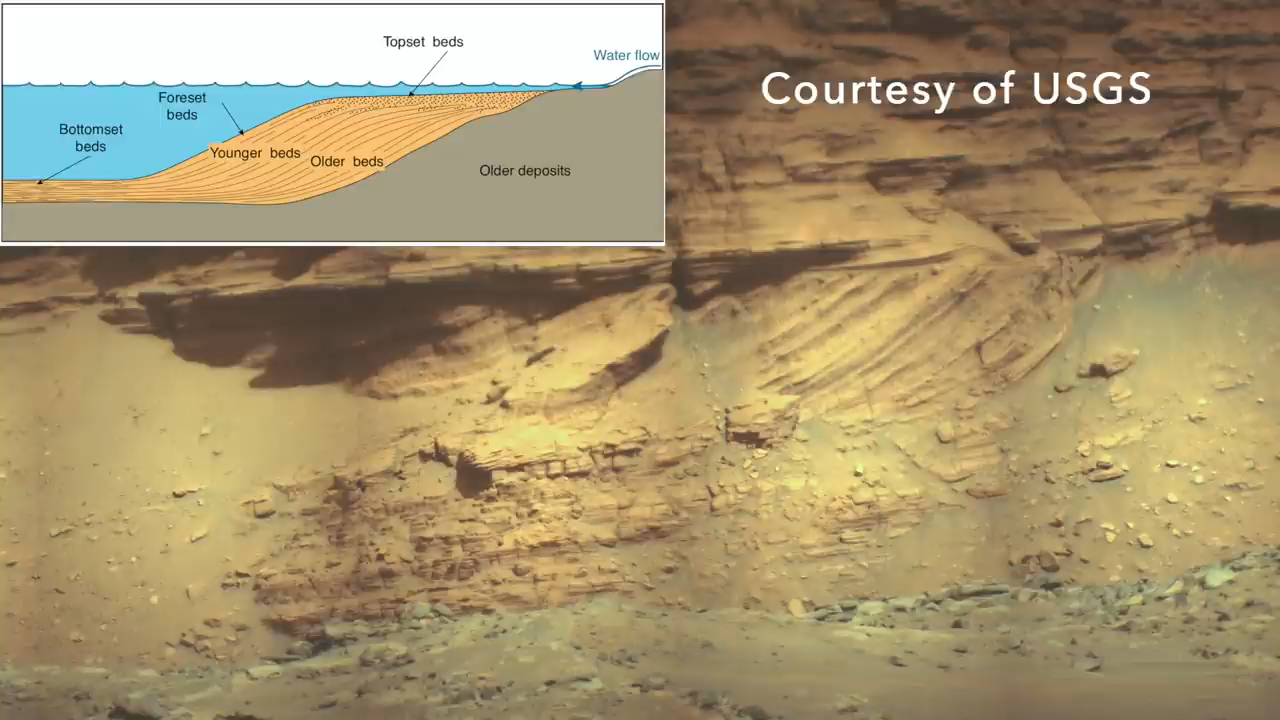 Topset beds
Water flow
Foreset
beds
Bottomset
beds
Younger beds
Older beds
Older deposits
Courtesy of USGS